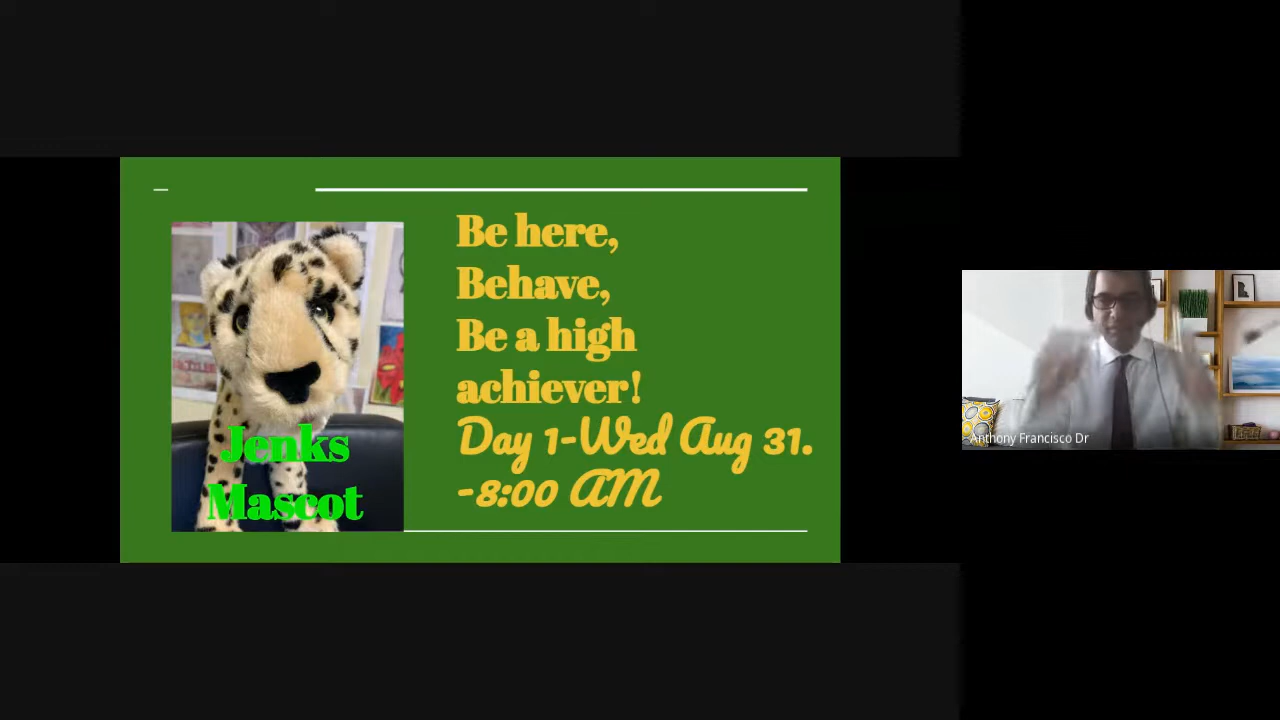 Be here,
Behave,
Be a high
achiever!
Day 1-Wed Aug 31.
-8:00 AM
Jenks
Mascot
Anthony Francisco Dr